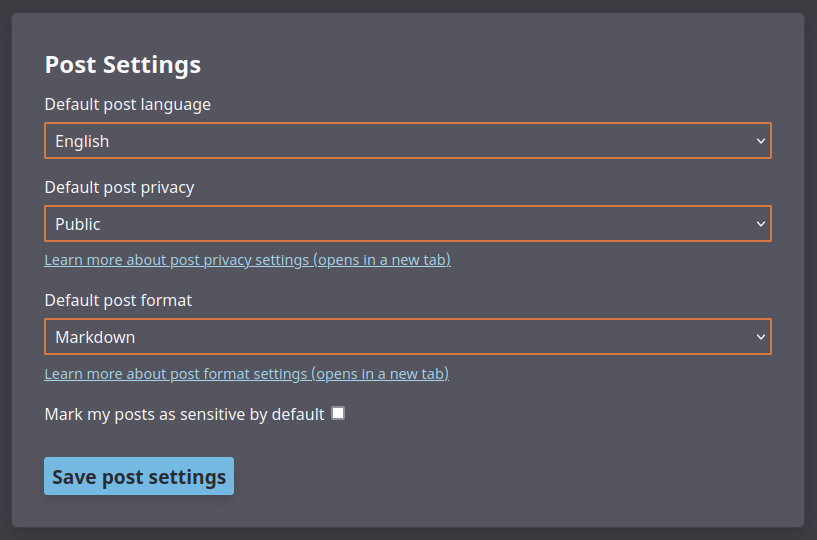 Post Settings
Default post language
English
Default post privacy
Public
Learn more about post privacy settings (opens in a new tab)
Default post format
Markdown
Learn more about post format settings (opens in a new tab)
Mark my posts as sensitive by default
Save post settings